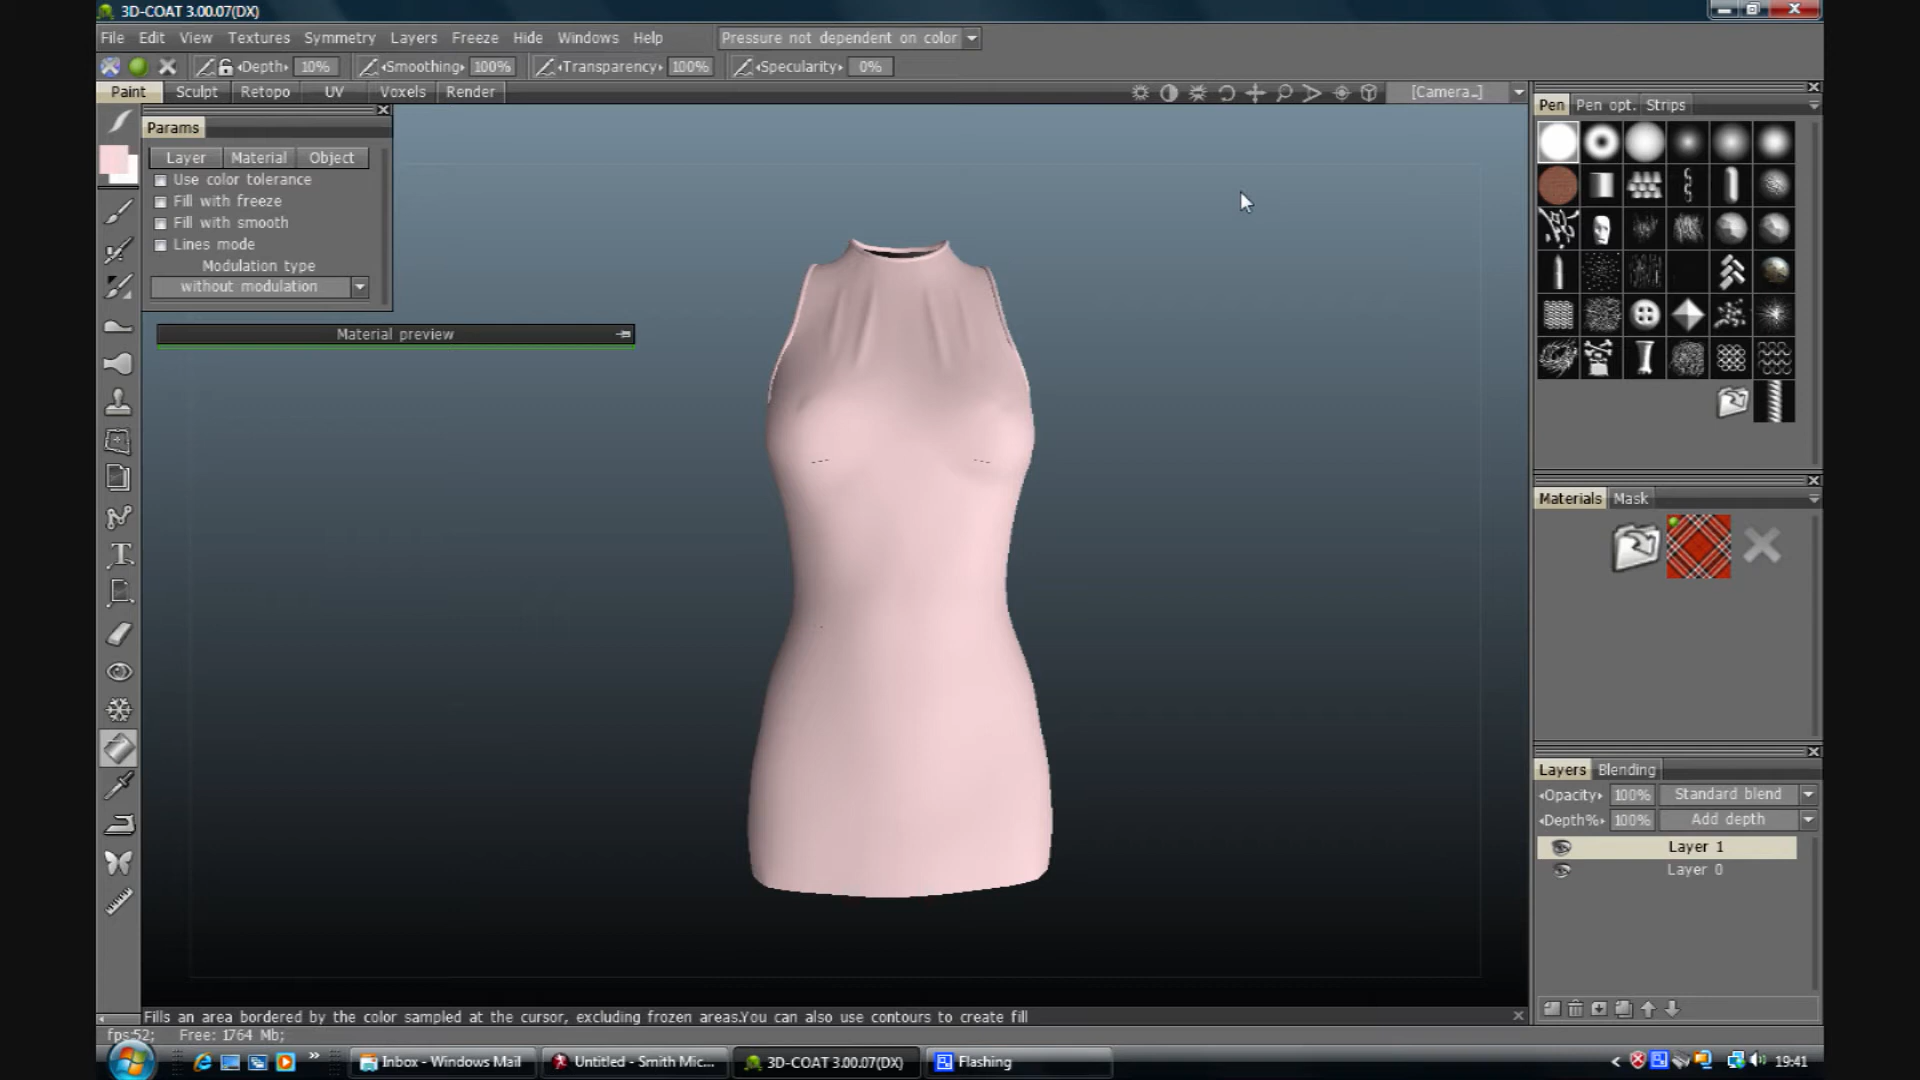 3D-COAT 3.00.07(DX)
File Edit View Textures Symmetry Layers Freeze Hide Windows Help Pressure not dependent on color
Depth 10% Smoothing 100% Transparency 100% Specularity 0%
Paint Sculpt Retopo UV Voxels Render [Camera_]
Params
Layer Material Object
Use color tolerance
Fill with freeze
Fill with smooth
Lines mode
Modulation type
without modulation
Material preview
Pen Pen opt. Strips
Materials Mask
Layers Blending
Opacity 100% Standard blend
Depth% 100% Add depth
Layer 1
Layer 0
Fills an area bordered by the color sampled at the cursor, excluding frozen areas.You can also use contours to create fill
fps:52; Free: 1764 Mb;
Inbox - Windows Mail Untitled - Smith Mic... 3D-COAT 3.00.07(DX) Flashing 19:41